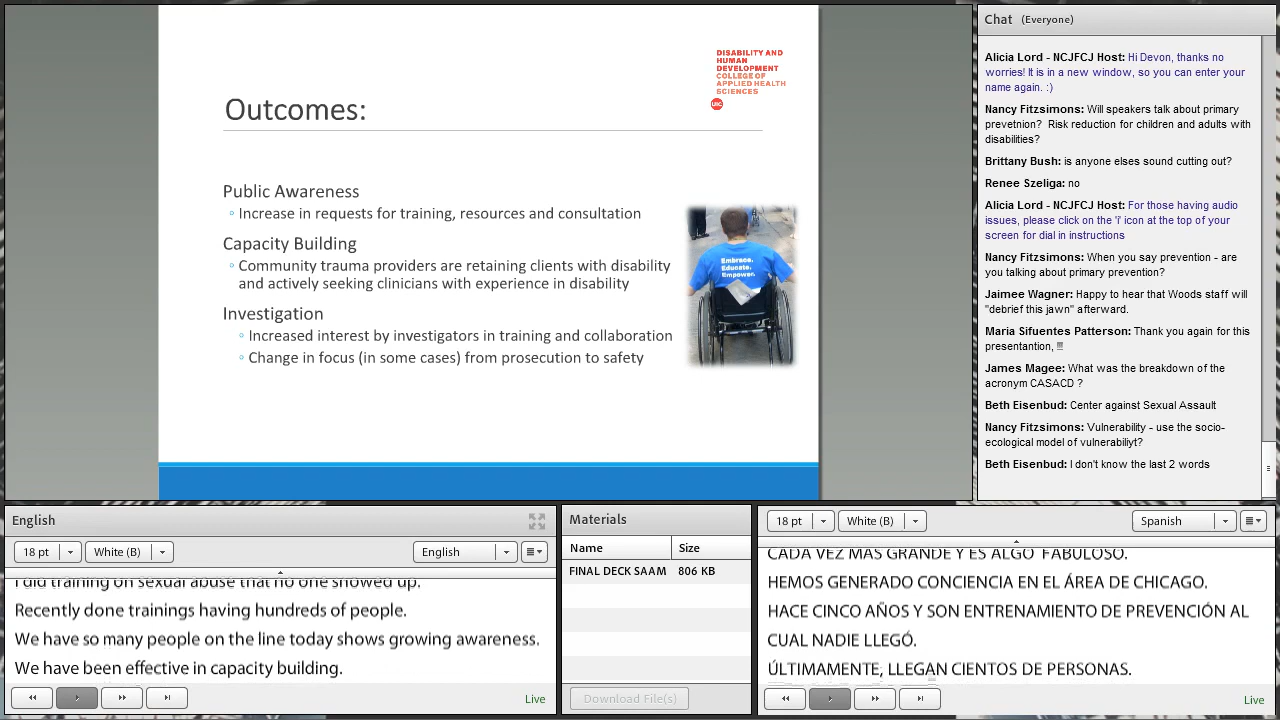 DISABILITY AND
HUMAN
DEVELOPMENT
COLLEGE OF
APPLIED HEALTH
SCIENCES
UIC
Outcomes:
Public Awareness
Increase in requests for training, resources and consultation
Capacity Building
Community trauma providers are retaining clients with disability
and actively seeking clinicians with experience in disability
Investigation
Increased interest by investigators in training and collaboration
Change in focus (in some cases) from prosecution to safety
Embrace.
Educate.
Empower.
Chat (Everyone)
Alicia Lord - NCJFCJ Host: Hi Devon, thanks no
worries! It is in a new window, so you can enter your
name again. :)
Nancy Fitzsimons: Will speakers talk about primary
prevetnion? Risk reduction for children and adults with
disabilities?
Brittany Bush: is anyone elses sound cutting out?
Renee Szeliga: no
Alicia Lord - NCJFCJ Host: For those having audio
issues, please click on the 'i' icon at the top of your
screen for dial in instructions
Nancy Fitzsimons: When you say prevention - are
you talking about primary prevention?
Jaimee Wagner: Happy to hear that Woods staff will
"debrief this jawn" afterward.
Maria Sifuentes Patterson: Thank you again for this
presentantion, !!!
James Magee: What was the breakdown of the
acronym CASACD ?
Beth Eisenbud: Center against Sexual Assault
Nancy Fitzsimons: Vulnerability - use the socio-
ecological model of vulnerabiliyt?
Beth Eisenbud: I don't know the last 2 words
English
18 pt
White (B)
English
I did training on sexual abuse that no one showed up.
Recently done trainings having hundreds of people.
We have so many people on the line today shows growing awareness.
We have been effective in capacity building.
Live
Materials
Name Size
FINAL DECK SAAM 806 KB
Download File(s)
18 pt
White (B)
Spanish
CADA VEZ MÁS GRANDE Y ES ALGO FABULOSO.
HEMOS GENERADO CONCIENCIA EN EL ÁREA DE CHICAGO.
HACE CINCO AÑOS Y SON ENTRENAMIENTO DE PREVENCIÓN AL
CUAL NADIE LLEGÓ.
ÚLTIMAMENTE, LLEGAN CIENTOS DE PERSONAS.
Live